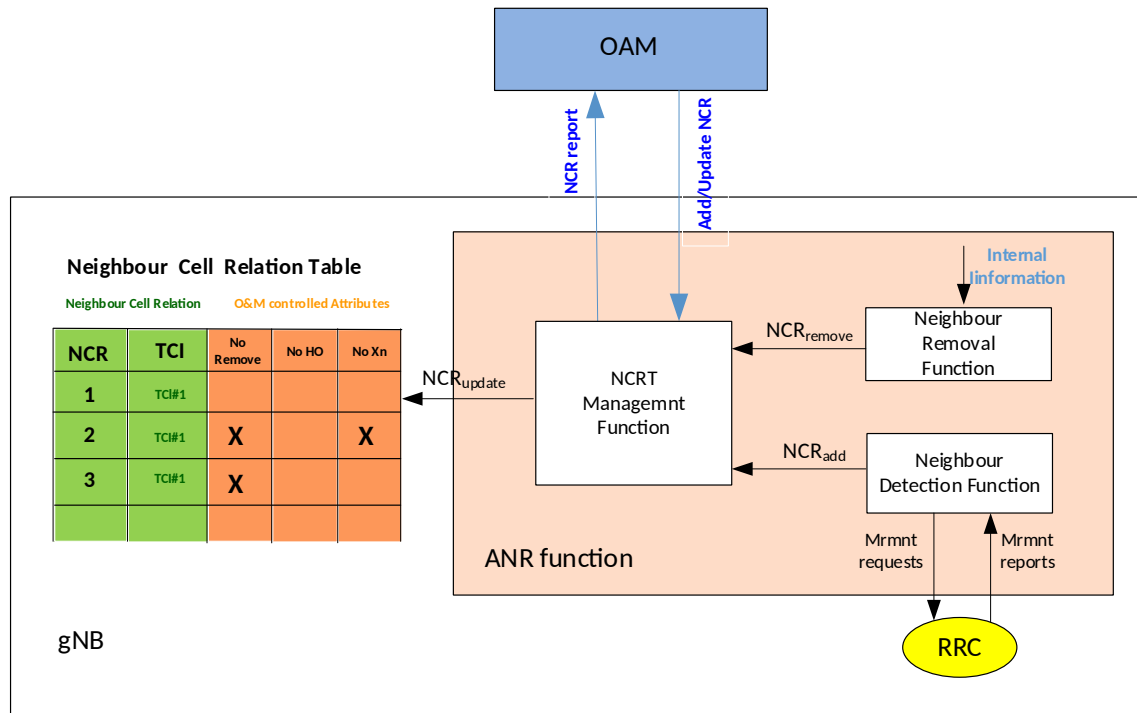 OAM
NCR report
Add/Update NCR
Neighbour Cell Relation Table
Neighbour Cell Relation
O&M controlled Attributes
NCR TCI No Remove No HO No Xn
1 TCI#1
2 TCI#1 X X
3 TCI#1 X
NCRupdate
NCRT
Managemnt
Function
NCRremove
NCRadd
Internal
Iinformation
Neighbour
Removal
Function
Neighbour
Detection Function
Mrmnt
requests
Mrmnt
reports
ANR function
RRC
gNB